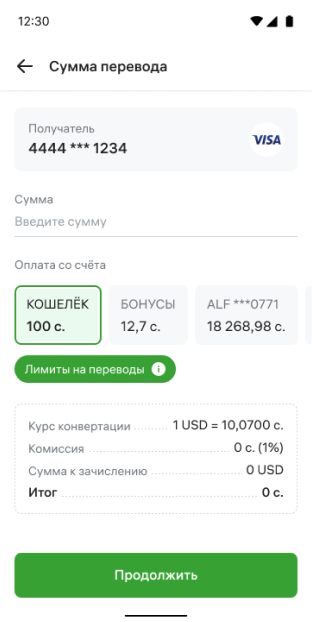 12:30
Сумма перевода
Получатель
4444 *** 1234
VISA
Сумма
Введите сумму
Оплата со счёта
КОШЕЛЁК
100 с.
БОНУСЫ
12,7 с.
ALF ***0771
18 268,98 с.
Лимиты на переводы i
Курс конвертации 1 USD = 10,0700 с.
Комиссия 0 с. (1%)
Сумма к зачислению 0 USD
Итог 0 с.
Продолжить